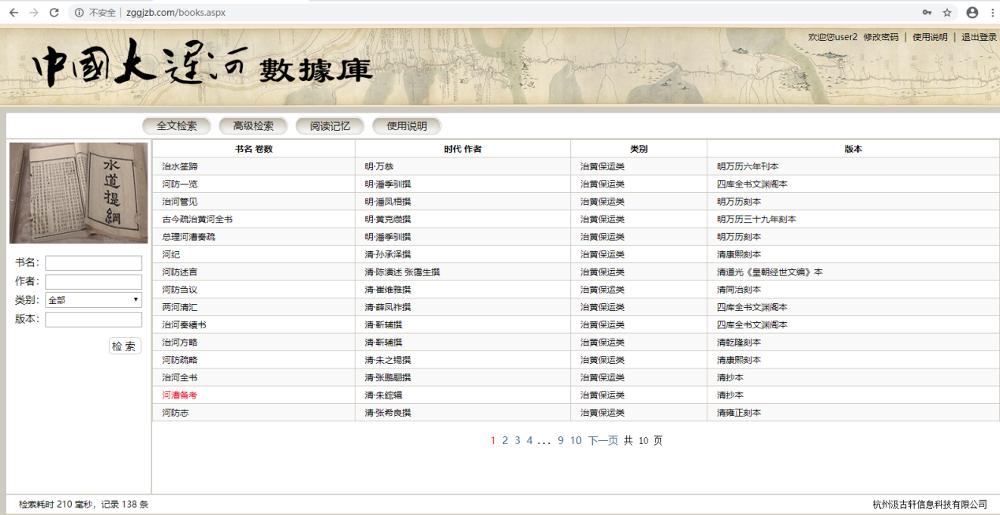 不安全 | zggjzb.com/books.aspx
欢迎您user2 修改密码 | 使用说明 | 退出登录
中國大運河數據庫
全文检索 高级检索 阅读记忆 使用说明
水道提綱
书名:
作者:
类别: 全部
版本:
检 索
书名 卷数 时代 作者 类别 版本
治水筌蹄 明·万恭 治黄保运类 明万历六年刊本
河防一览 明·潘季驯撰 治黄保运类 四库全书文渊阁本
治河管见 明·潘凤梧撰 治黄保运类 明万历刻本
古今疏治黄河全书 明·黄克缵撰 治黄保运类 明万历三十九年刻本
总理河漕奏疏 明·潘季驯撰 治黄保运类 明万历刻本
河纪 清·孙承泽撰 治黄保运类 清康熙刻本
河防述言 清·陈潢述 张霭生撰 治黄保运类 清道光《皇朝经世文编》本
河防刍议 清·崔维雅撰 治黄保运类 清同治刻本
两河清汇 清·薛凤祚撰 治黄保运类 四库全书文渊阁本
治河奏續书 清·靳辅撰 治黄保运类 四库全书文渊阁本
治河方略 清·靳辅撰 治黄保运类 清乾隆刻本
河防疏略 清·朱之锡撰 治黄保运类 清康熙刻本
治河全书 清·张鹏翮撰 治黄保运类 清抄本
河漕备考 清·朱鋐辑 治黄保运类 清抄本
河防志 清·张希良撰 治黄保运类 清雍正刻本
1 2 3 4 ... 9 10 下一页 共 10 页
检索耗时 210 毫秒，记录 138 条
杭州汲古轩信息科技有限公司